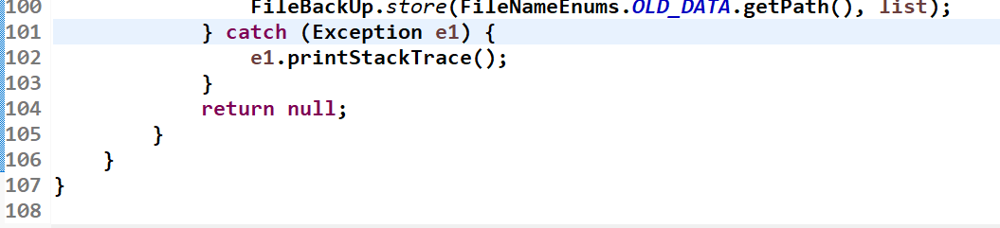 100 FileBackUp.store(FileNameEnums.OLD_DATA.getPath(), list);
101 } catch (Exception e1) {
102 e1.printStackTrace();
103 }
104 return null;
105 }
106 }
107 }
108